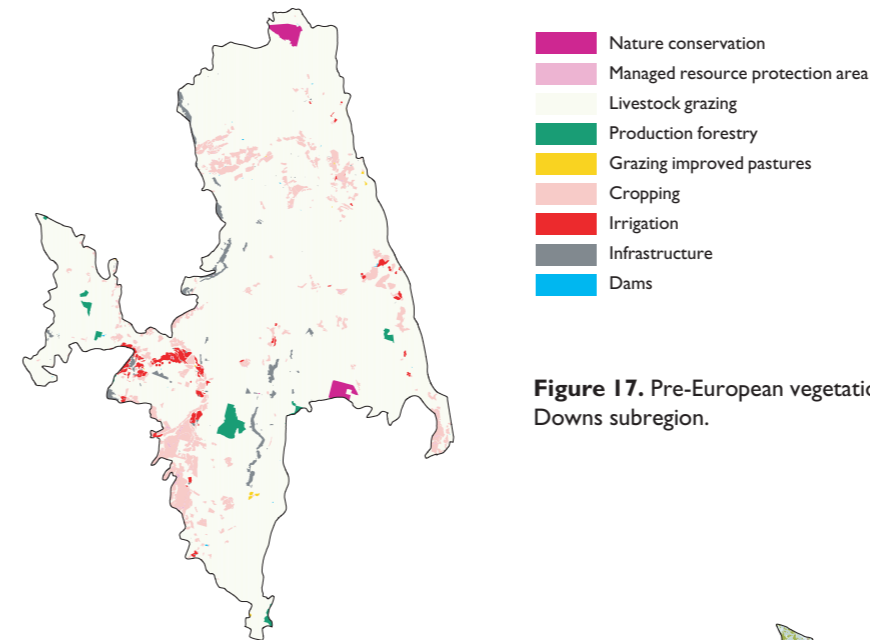 Nature conservation
Managed resource protection area
Livestock grazing
Production forestry
Grazing improved pastures
Cropping
Irrigation
Infrastructure
Dams
Figure 17. Pre-European
Downs subregion.